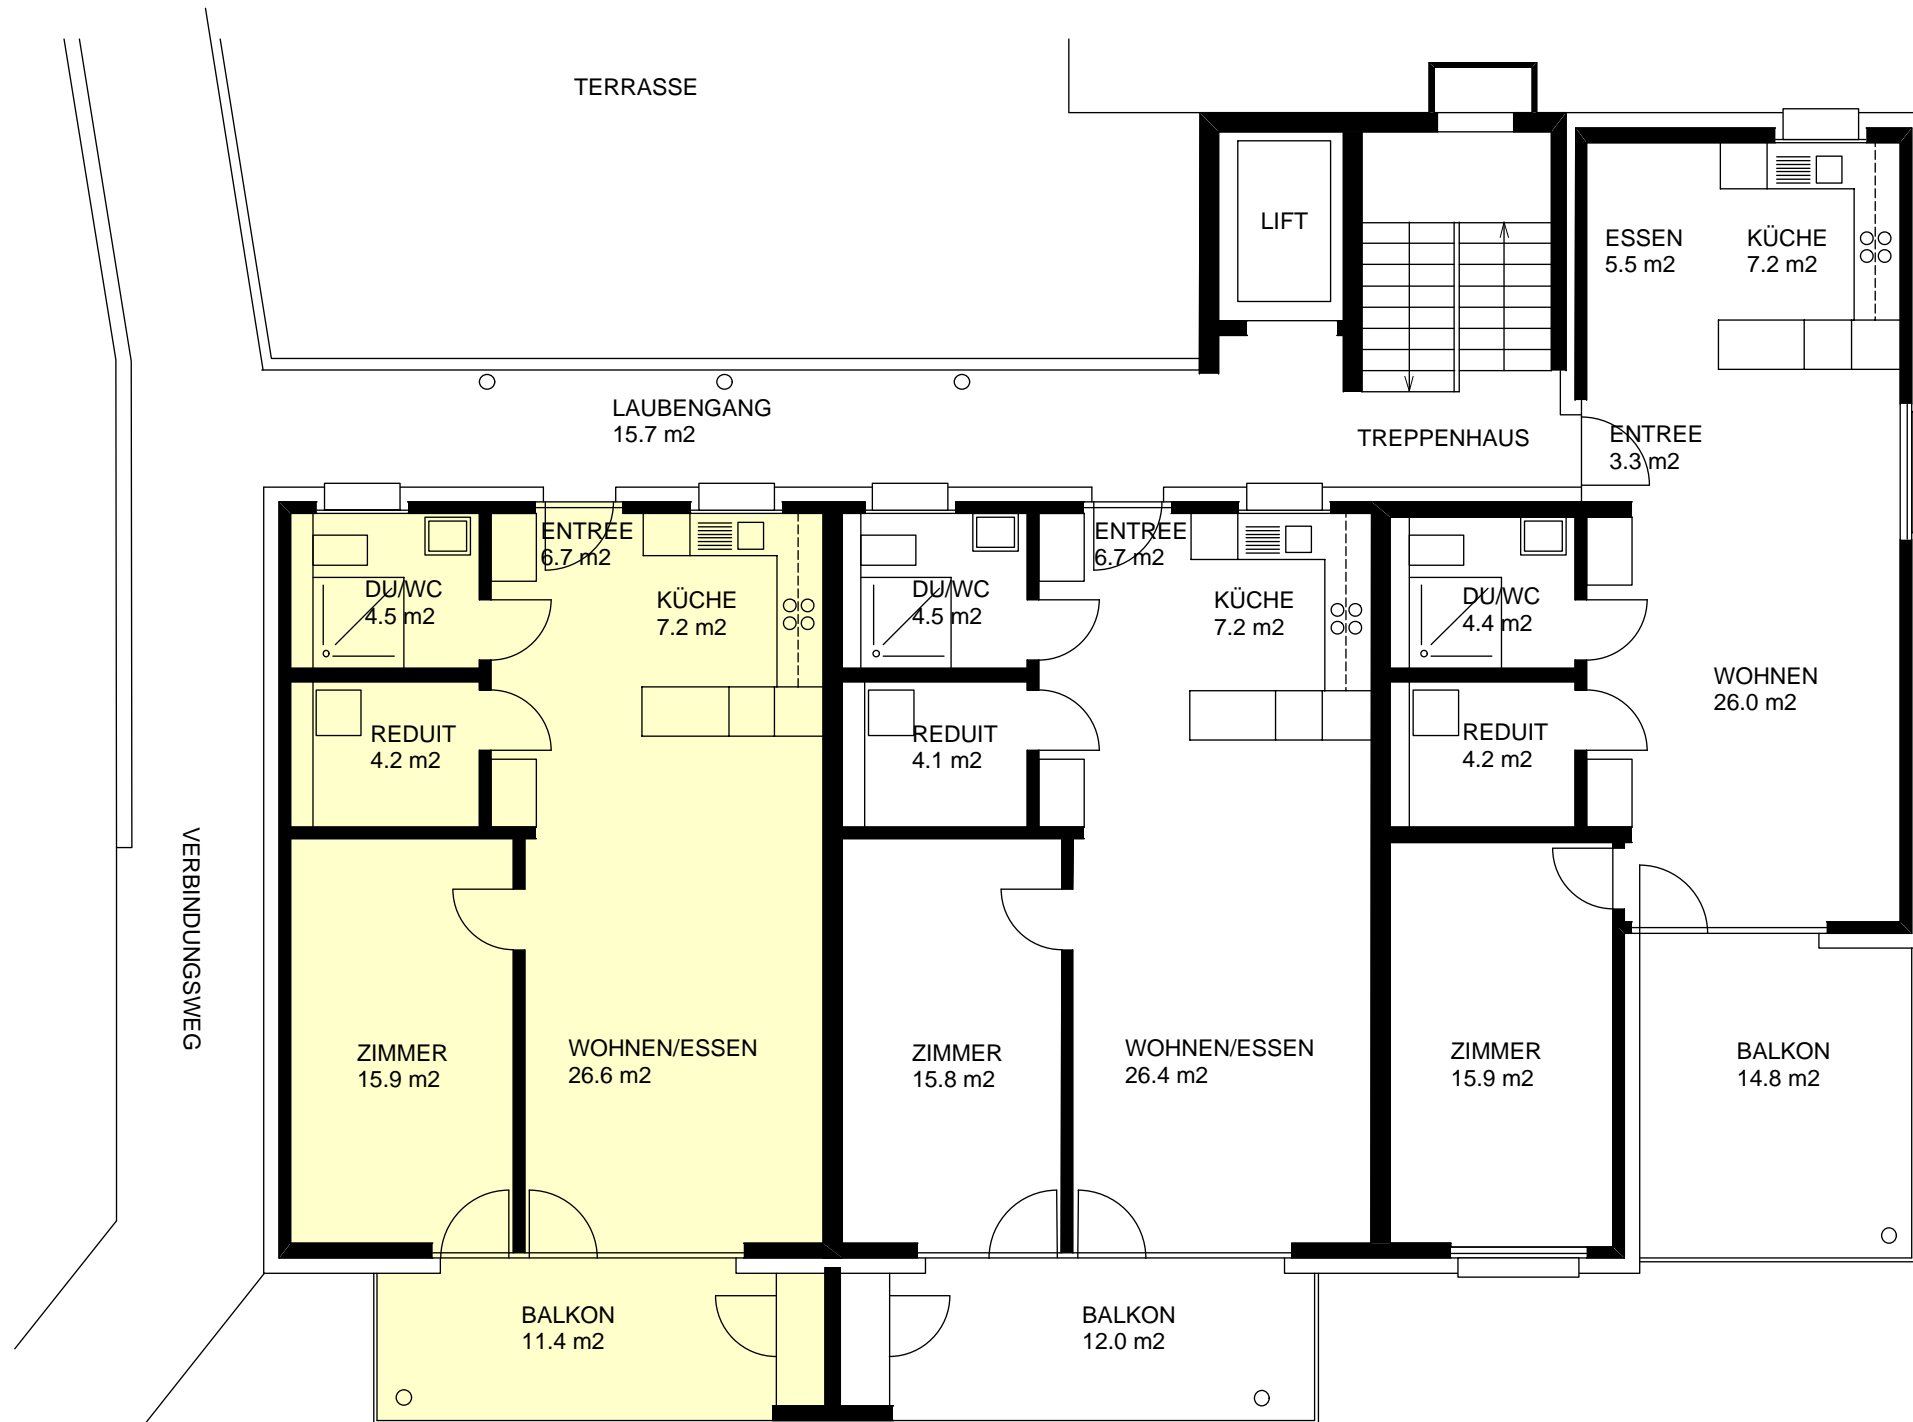 TERRASSE
LIFT
ESSEN
5.5 m2
KÜCHE
7.2 m2
LAUBENGANG
15.7 m2
TREPPENHAUS
ENTREE
3.3 m2
ENTREE
6.7 m2
ENTREE
6.7 m2
DU/WC
4.5 m2
KÜCHE
7.2 m2
DU/WC
4.5 m2
KÜCHE
7.2 m2
DU/WC
4.4 m2
WOHNEN
26.0 m2
REDUIT
4.2 m2
REDUIT
4.1 m2
REDUIT
4.2 m2
VERBINDUNGSWEG
ZIMMER
15.9 m2
WOHNEN/ESSEN
26.6 m2
ZIMMER
15.8 m2
WOHNEN/ESSEN
26.4 m2
ZIMMER
15.9 m2
BALKON
14.8 m2
BALKON
11.4 m2
BALKON
12.0 m2